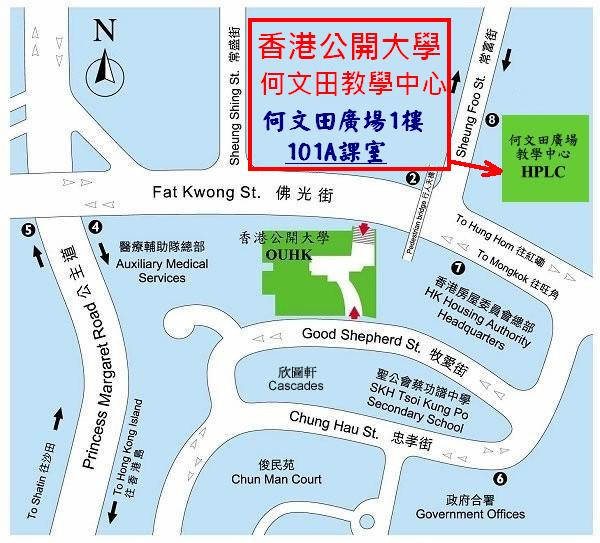 N
Sheung Shing St. 常盛街
香港公開大學
何文田教學中心
何文田廣場1樓
101A課室
Sheung Foo St. 常富街
8
何文田廣場
教學中心
HPLC
2
Fat Kwong St. 佛光街
Pedestrian bridge 行人天橋
To Hung Hom 往紅磡
To Mongkok 往旺角
5
4
醫療輔助隊總部
Auxiliary Medical
Services
香港公開大學
OUHK
7
香港房屋委員會總部
HK Housing Authority
Headquarters
Princess Margaret Road 公主道
Good Shepherd St. 牧愛街
欣圖軒
Cascades
聖公會蔡功譜中學
SKH Tsoi Kung Po
Secondary School
Chung Hau St. 忠孝街
To Shatin 往沙田
To Hong Kong Island
往香港島
俊民苑
Chun Man Court
6
政府合署
Government Offices